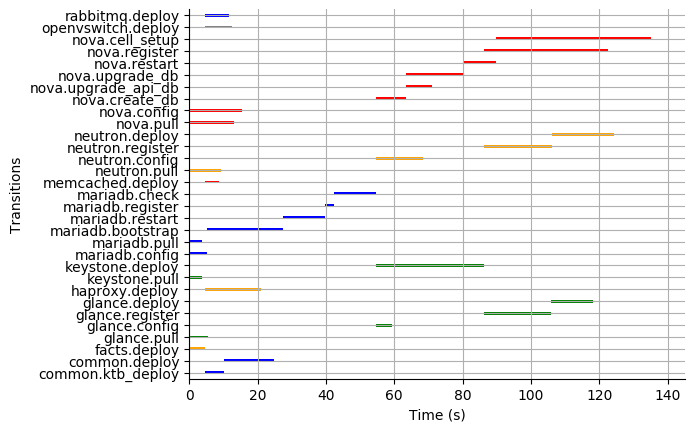 rabbitmq.deploy
openvswitch.deploy
nova.cell_setup
nova.register
nova.restart
nova.upgrade_db
nova.upgrade_api_db
nova.create_db
nova.config
nova.pull
neutron.deploy
neutron.register
neutron.config
neutron.pull
memcached.deploy
mariadb.check
mariadb.register
mariadb.restart
mariadb.bootstrap
mariadb.pull
mariadb.config
keystone.deploy
keystone.pull
haproxy.deploy
glance.deploy
glance.register
glance.config
glance.pull
facts.deploy
common.deploy
common.ktb_deploy
Transitions
0 20 40 60 80 100 120 140
Time (s)